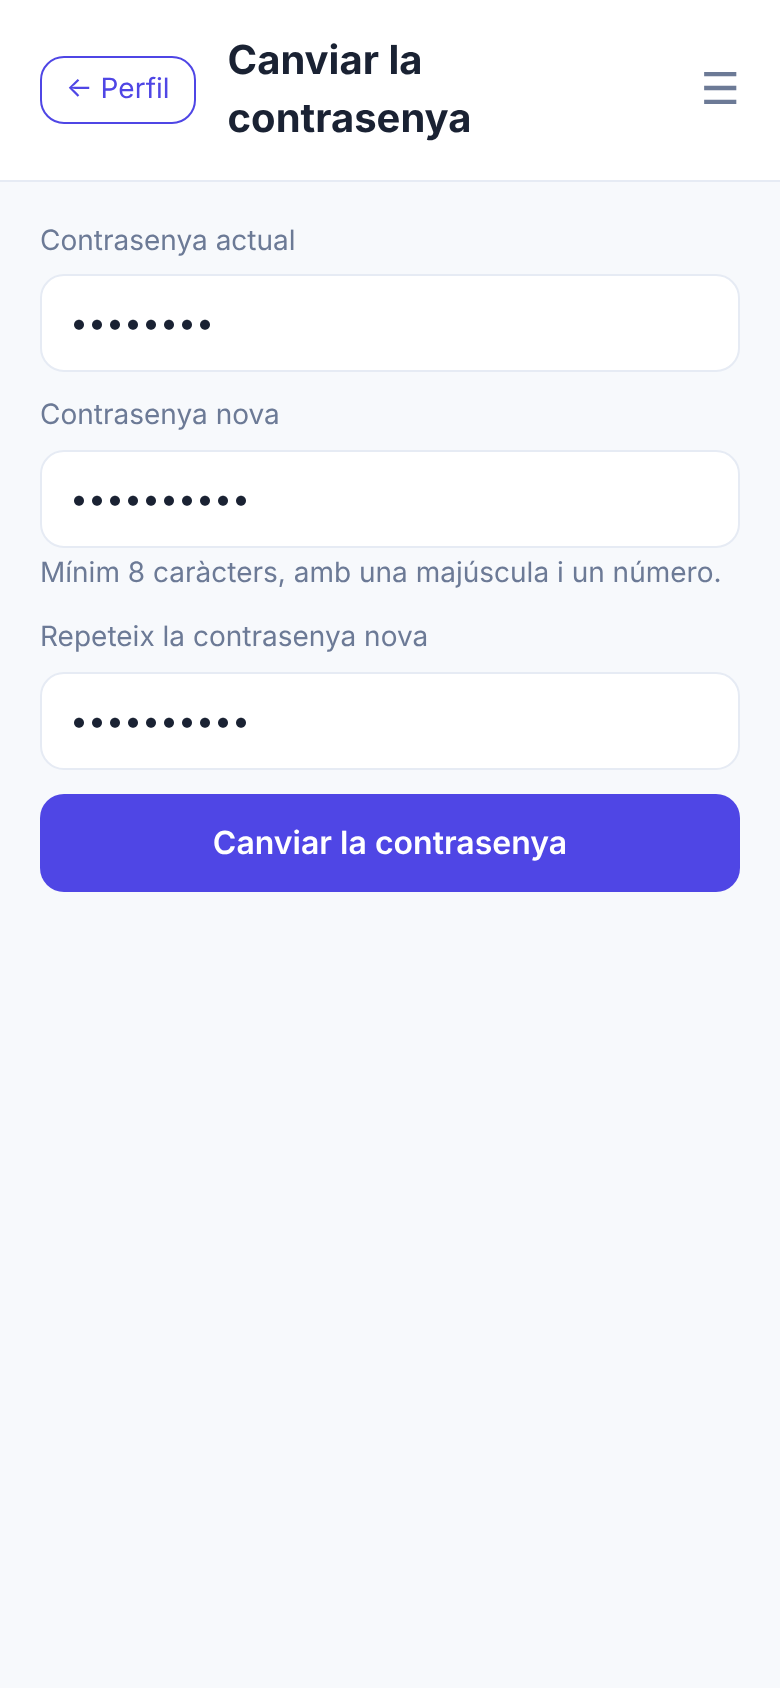 ← Perfil
Canviar la
contrasenya
☰
Contrasenya actual
••••••••
Contrasenya nova
••••••••••
Mínim 8 caràcters, amb una majúscula i un número.
Repeteix la contrasenya nova
••••••••••
Canviar la contrasenya